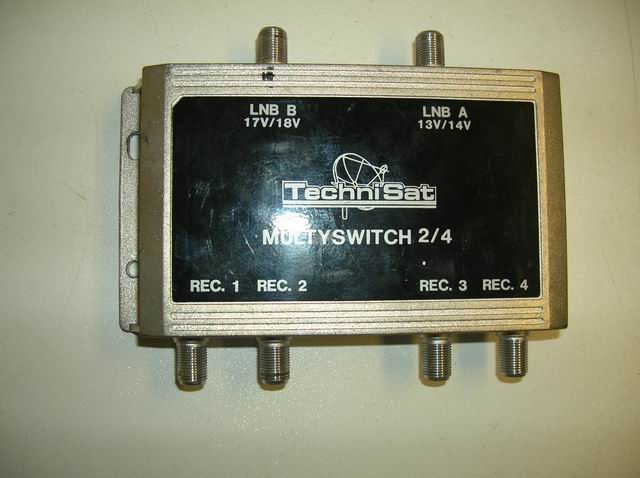 LNB B
17V/18V
LNB A
13V/14V
TechniSat
MULTYSWITCH 2/4
REC. 1
REC. 2
REC. 3
REC. 4